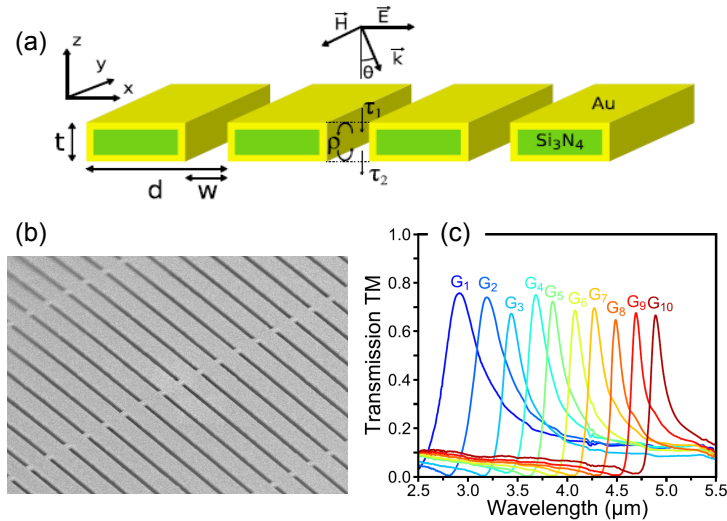 (a)
z
y
x
H
E
k
θ
τ1
ρ
τ2
Au
Si3N4
t
d
w
(b)
(c)
Transmission TM
1.0
0.8
0.6
0.4
0.2
0.0
G1 G2 G3 G4 G5 G6 G7 G8 G9 G10
2.5 3.0 3.5 4.0 4.5 5.0 5.5
Wavelength (μm)